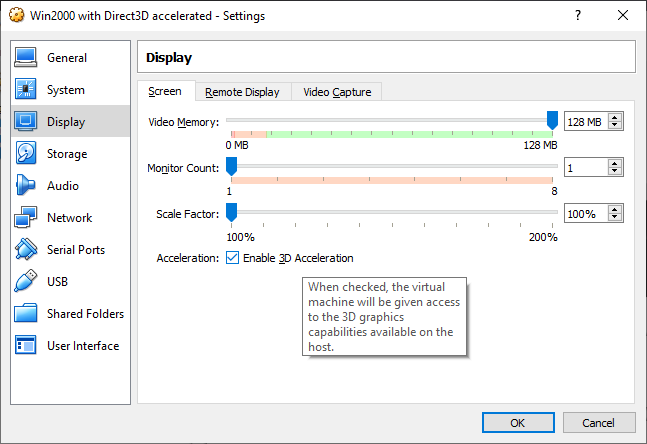 Win2000 with Direct3D accelerated - Settings
?
General
System
Display
Storage
Audio
Network
Serial Ports
USB
Shared Folders
User Interface
Display
Screen
Remote Display
Video Capture
Video Memory:
128 MB
0 MB
128 MB
Monitor Count:
1
1
8
Scale Factor:
100%
100%
200%
Acceleration:
Enable 3D Acceleration
When checked, the virtual
machine will be given access
to the 3D graphics
capabilities available on the
host.
OK
Cancel